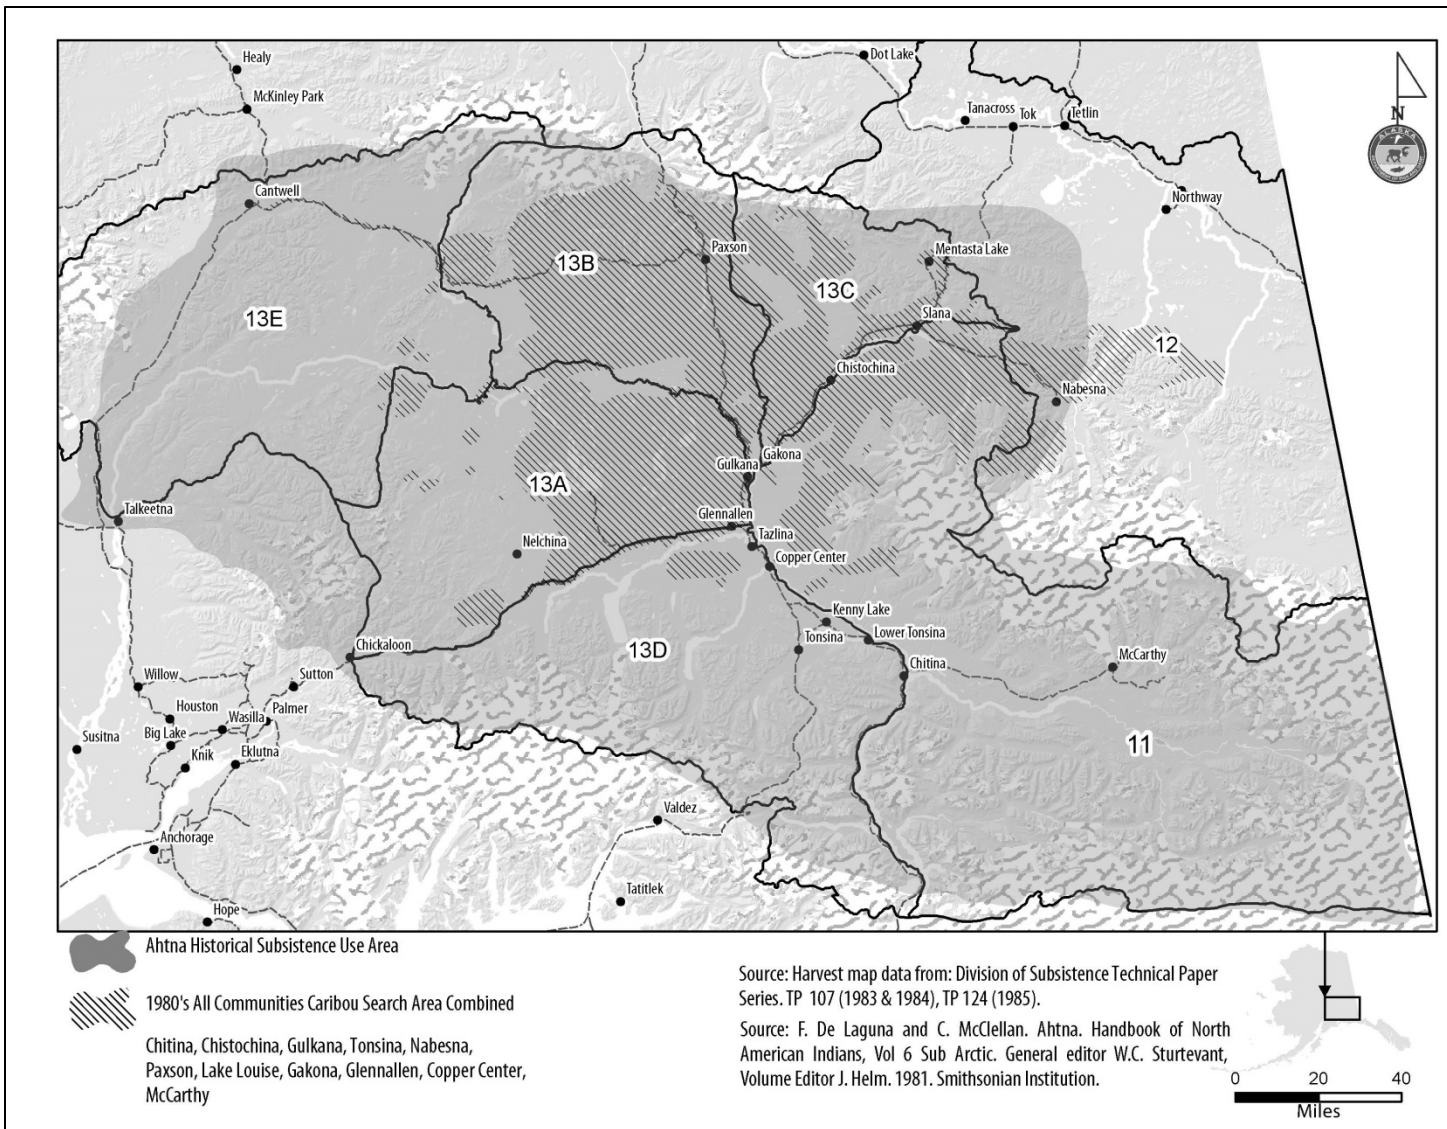 Healy
Dot Lake
McKinley Park
Tanacross
Tok
Tetlin
N
ALASKA
Cantwell
Northway
Paxson
Mentasta Lake
13B
13C
13E
Slana
12
Chistochina
Nabesna
Gakona
Gulkana
13A
Talkeetna
Glennallen
Nelchina
Tazlina
Copper Center
Kenny Lake
Lower Tonsina
Chickaloon
13D
Tonsina
McCarthy
Chitina
Willow
Sutton
Houston
Palmer
Wasilla
Susitna
Big Lake
Knik
Eklutna
11
Valdez
Anchorage
Tatitlek
Hope
Ahtna Historical Subsistence Use Area
1980's All Communities Caribou Search Area Combined
Chitina, Chistochina, Gulkana, Tonsina, Nabesna,
Paxson, Lake Louise, Gakona, Glennallen, Copper Center,
McCarthy
Source: Harvest map data from: Division of Subsistence Technical Paper
Series. TP 107 (1983 & 1984), TP 124 (1985).
Source: F. De Laguna and C. McClellan. Ahtna. Handbook of North
American Indians, Vol 6 Sub Arctic. General editor W.C. Sturtevant,
Volume Editor J. Helm. 1981. Smithsonian Institution.
0 20 40
Miles